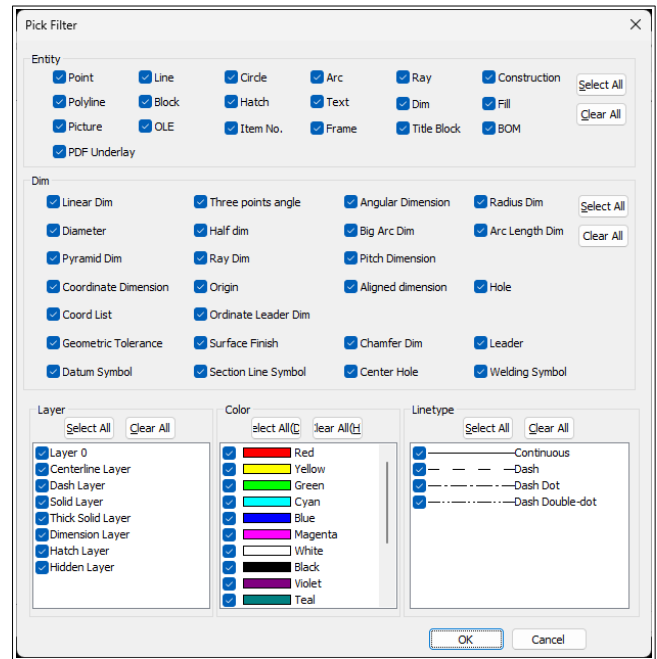 Pick Filter
Entity
Point Line Circle Arc Ray Construction Select All
Polyline Block Hatch Text Dim Fill Clear All
Picture OLE Item No. Frame Title Block BOM
PDF Underlay
Dim
Linear Dim Three points angle Angular Dimension Radius Dim Select All
Diameter Half dim Big Arc Dim Arc Length Dim Clear All
Pyramid Dim Ray Dim Pitch Dimension
Coordinate Dimension Origin Aligned dimension Hole
Coord List Ordinate Leader Dim
Geometric Tolerance Surface Finish Chamfer Dim Leader
Datum Symbol Section Line Symbol Center Hole Welding Symbol
Layer
Select All Clear All
Layer 0
Centerline Layer
Dash Layer
Solid Layer
Thick Solid Layer
Dimension Layer
Hatch Layer
Hidden Layer
Color
elect All(D lear All(H
Red
Yellow
Green
Cyan
Blue
Magenta
White
Black
Violet
Teal
Linetype
Select All Clear All
Continuous
Dash
Dash Dot
Dash Double-dot
OK Cancel